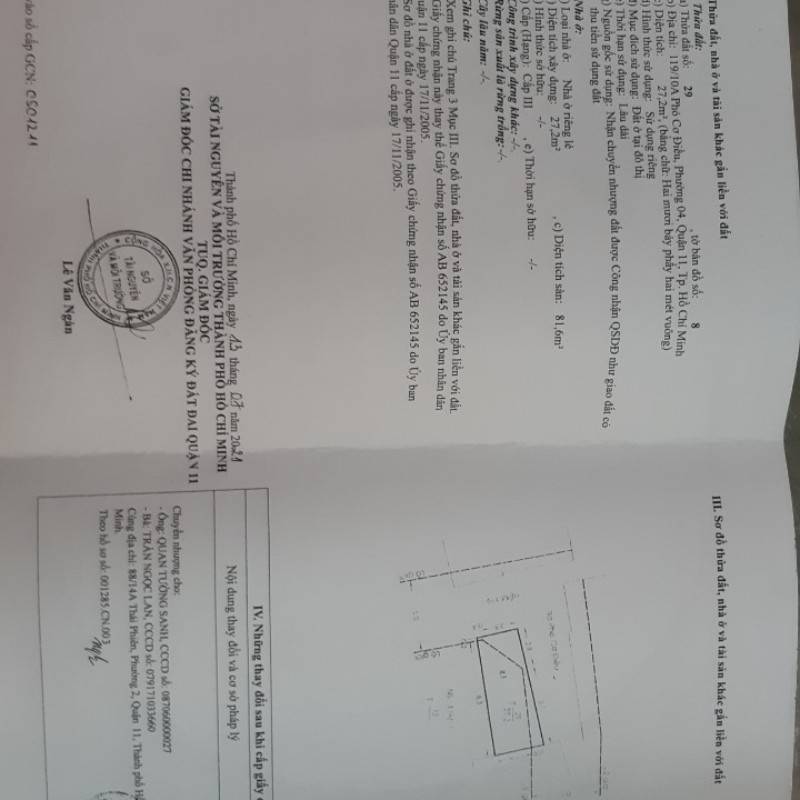 Thửa đất, nhà ở và tài sản khác gắn liền với đất
Thửa đất:
a) Thửa đất số: 29 , tờ bản đồ số: 8
b) Địa chỉ: 119/10A Phó Cơ Điều, Phường 04, Quận 11, Tp. Hồ Chí Minh
c) Diện tích: 27,2m², (bằng chữ: Hai mươi bảy phẩy hai mét vuông)
d) Hình thức sử dụng: Sử dụng riêng
đ) Mục đích sử dụng: Đất ở tại đô thị
e) Thời hạn sử dụng: Lâu dài
g) Nguồn gốc sử dụng: Nhận chuyển nhượng đất được Công nhận QSDĐ như giao đất có
thu tiền sử dụng đất
Nhà ở:
) Loại nhà ở: Nhà ở riêng lẻ
) Diện tích xây dựng: 27,2m² , c) Diện tích sàn: 81,6m²
) Hình thức sở hữu: -/-
) Cấp (Hạng): Cấp III , e) Thời hạn sở hữu: -/-
Công trình xây dựng khác: -/-.
Rừng sản xuất là rừng trồng: -/-.
Cây lâu năm: -/-.
Ghi chú:
Xem ghi chú Trang 3 Mục III. Sơ đồ thửa đất, nhà ở và tài sản khác gắn liền với đất.
Giấy chứng nhận này thay thế Giấy chứng nhận số AB 652145 do Ủy ban nhân dân
uận 11 cấp ngày 17/11/2005.
Sơ đồ nhà ở đất ở được ghi nhận theo Giấy chứng nhận số AB 652145 do Ủy ban
hân dân Quận 11 cấp ngày 17/11/2005.
Thành phố Hồ Chí Minh, ngày 13 tháng 07 năm 2021
SỞ TÀI NGUYÊN VÀ MÔI TRƯỜNG THÀNH PHỐ HỒ CHÍ MINH
TUQ. GIÁM ĐỐC
GIÁM ĐỐC CHI NHÁNH VĂN PHÒNG ĐĂNG KÝ ĐẤT ĐAI QUẬN 11
SỞ
TÀI NGUYÊN
VÀ MÔI TRƯỜNG
Lê Văn Ngàn
vào sổ cấp GCN:
III. Sơ đồ thửa đất, nhà ở và tài sản khác gắn liền với đất
IV. Những thay đổi sau khi cấp giấy
Nội dung thay đổi và cơ sở pháp lý
Chuyển nhượng cho:
- Ông: QUAN TƯỜNG SANH, CCCD số: 087060000027
- Bà: TRẦN NGỌC LAN, CCCD số: 079171033660
Cùng địa chỉ: 88/14A Thái Phiên, Phường 2, Quận 11, Thành phố H
Minh.
Theo hồ sơ số: 001285.CN.003